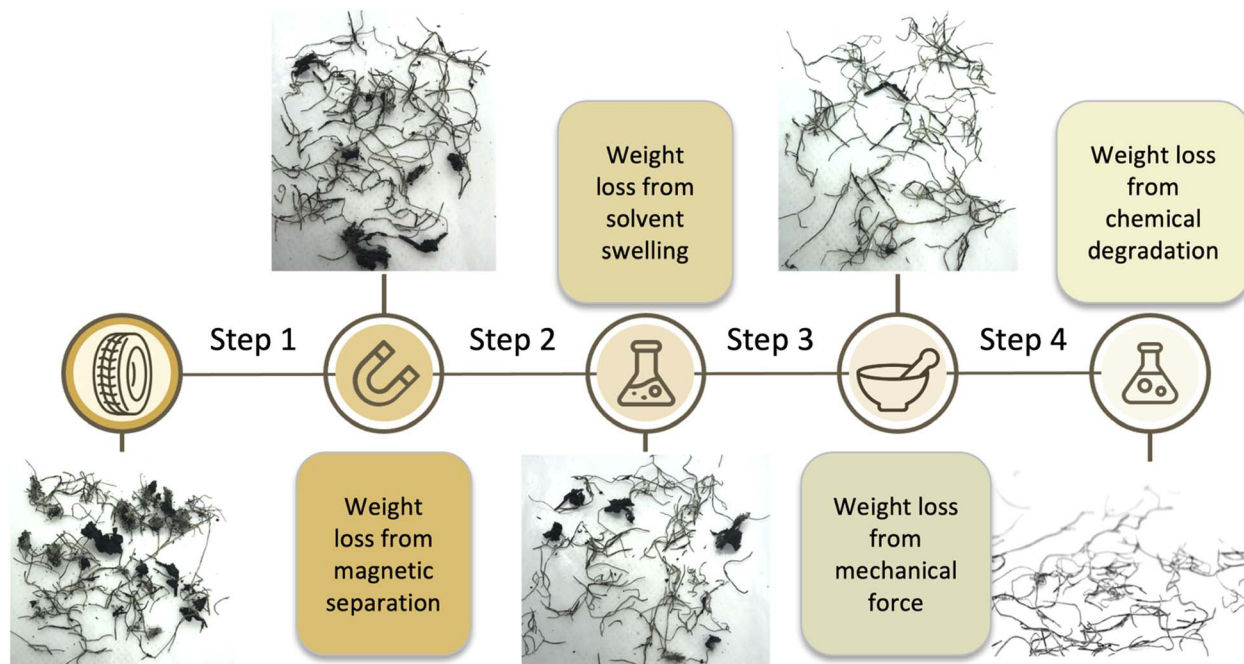 Step 1
Weight
loss from
magnetic
separation
Step 2
Weight
loss from
solvent
swelling
Step 3
Weight loss
from
mechanical
force
Step 4
Weight loss
from
chemical
degradation